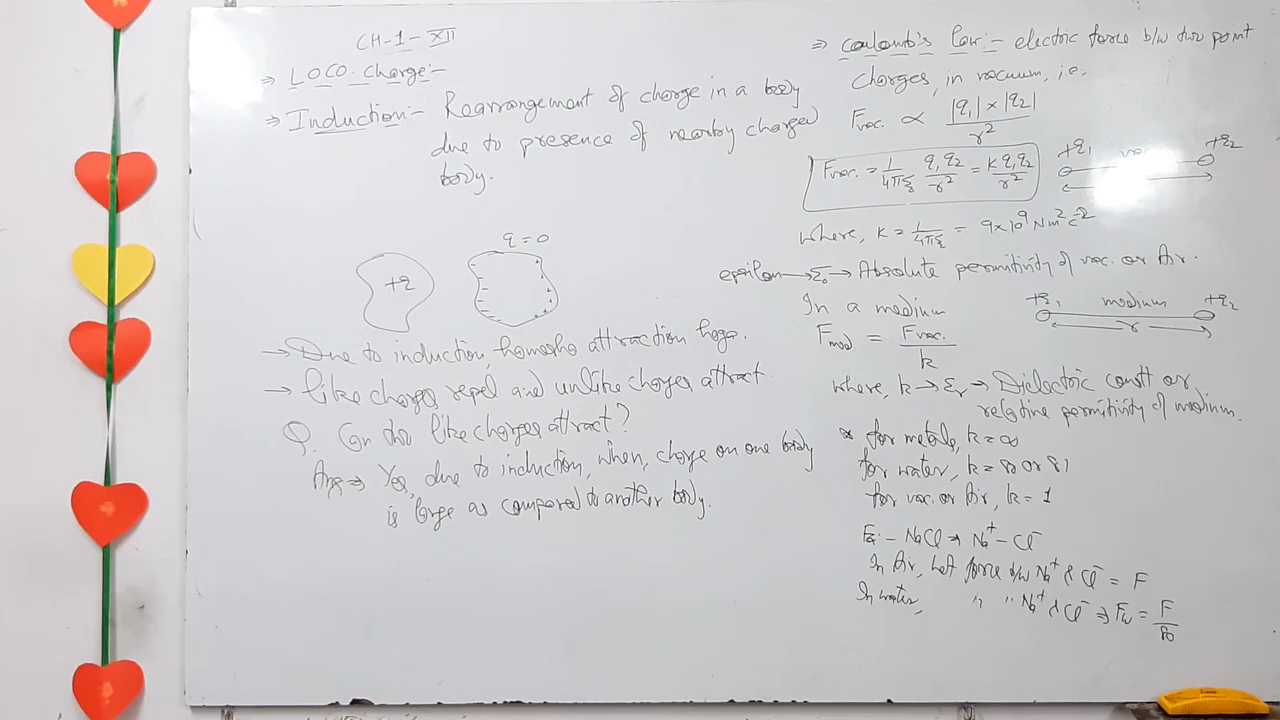 CH-1-XII
⇒ LOCO. Charge:-
⇒ Induction:- Rearrangement of charge in a body
due to presence of nearby charged
body.
q=0
+q
→ Due to induction, homesha attraction hoga.
→ like charges repel and unlike charges attract.
Q. Can two like charges attract?
Ans ⇒ Yes, due to induction, when, charge on one body
is large as compared to another body.
⇒ Coulomb's law:- electric force b/w two point
charges, in vacuum, i.e.
Fvac. ∝ |q1| × |q2| / r²
Fvac. = 1/4πε0 q1q2/r² = Kq1q2/r²
+q1 +q2
where, K = 1/4πε0 = 9×10⁹ Nm²C⁻²
epsilon → ε0 → Absolute permitivity of vac. or Air.
In a medium
+q1 medium +q2
r
Fmed = Fvac. / k
where, k → εr → Dielectric constt or,
relative permitivity of medium.
* for metals, k = ∞
for water, k = 80 or 81
for vac. or Air, k = 1
Ex:- NaCl → Na⁺ - Cl⁻
In Air, Let force b/w Na⁺ & Cl⁻ = F
In water, " " Na⁺ & Cl⁻ ⇒ Fw = F/80